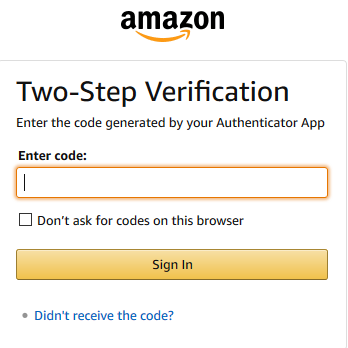 amazon
Two-Step Verification
Enter the code generated by your Authenticator App
Enter code:
Don't ask for codes on this browser
Sign In
Didn't receive the code?